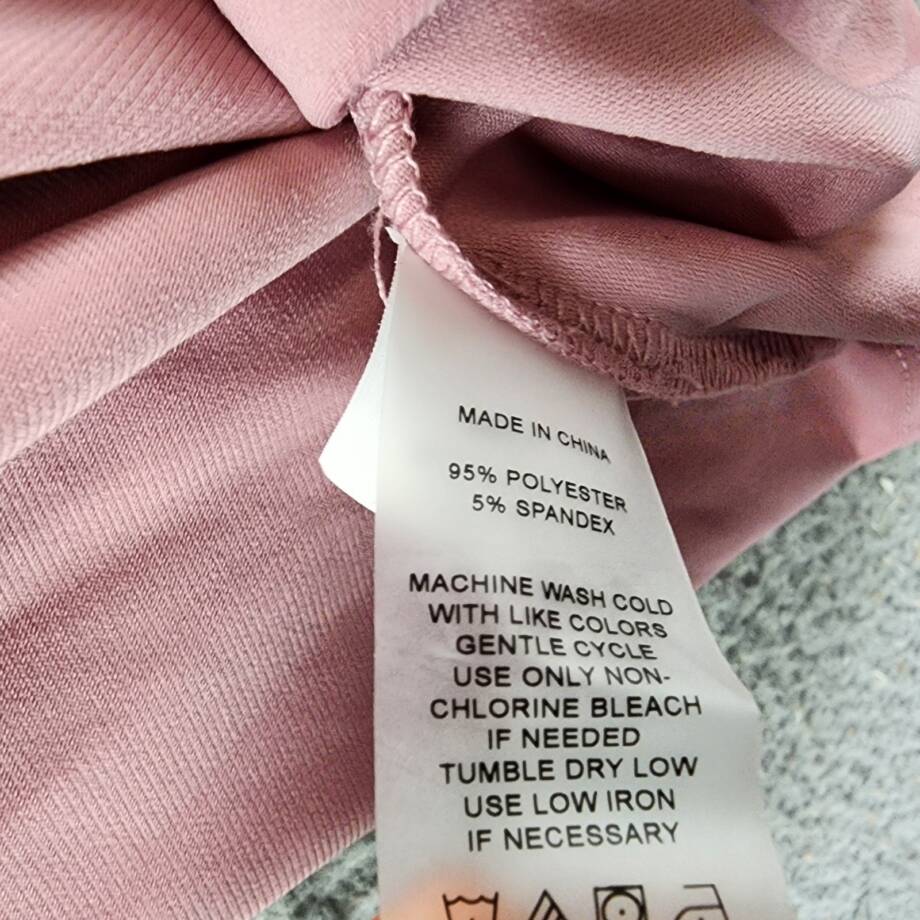 MADE IN CHINA
95% POLYESTER
5% SPANDEX
MACHINE WASH COLD
WITH LIKE COLORS
GENTLE CYCLE
USE ONLY NON-
CHLORINE BLEACH
IF NEEDED
TUMBLE DRY LOW
USE LOW IRON
IF NECESSARY